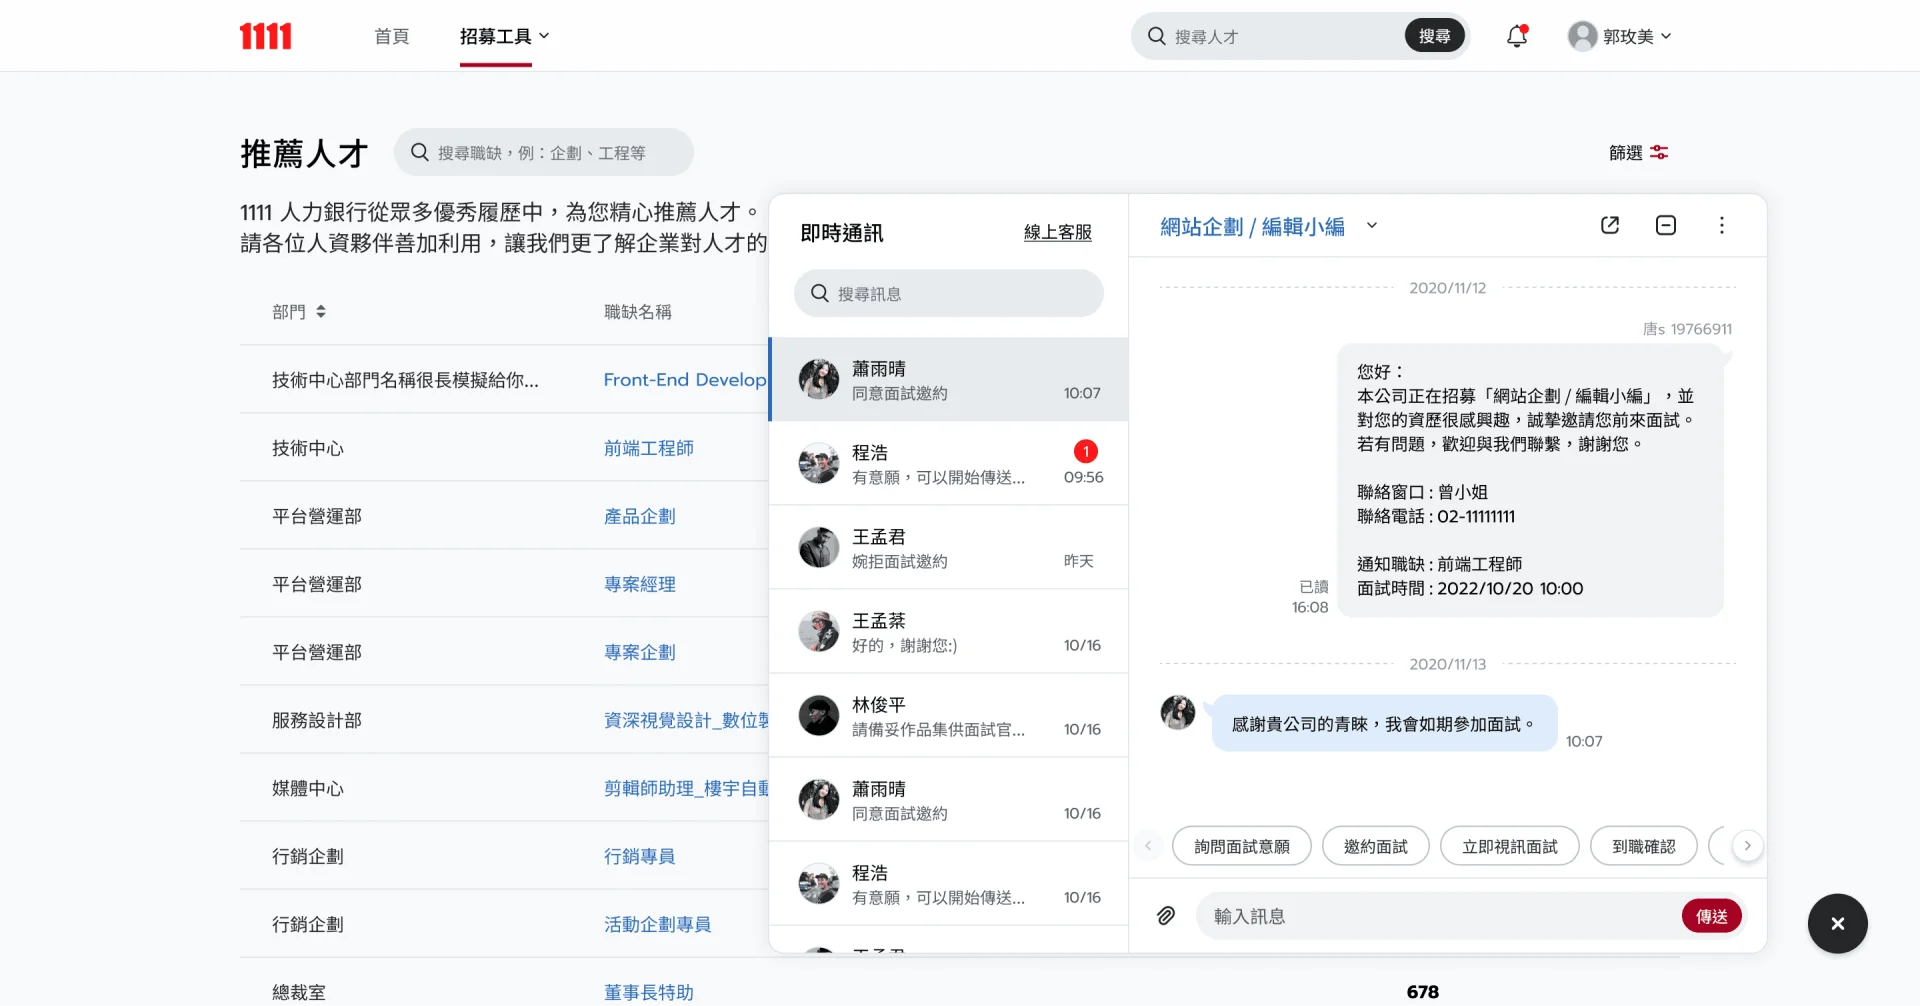 1111
首頁
招募工具
搜尋人才
搜尋
郭玫美
推薦人才
搜尋職缺，例：企劃、工程等
篩選
1111 人力銀行從眾多優秀履歷中，為您精心推薦人才。
請各位人資夥伴善加利用，讓我們更了解企業對人才的
部門
職缺名稱
技術中心部門名稱很長模擬給你...
Front-End Develop
技術中心
前端工程師
平台營運部
產品企劃
平台營運部
專案經理
平台營運部
專案企劃
服務設計部
資深視覺設計_數位製
媒體中心
剪輯師助理_樓宇自動
行銷企劃
行銷專員
行銷企劃
活動企劃專員
總裁室
董事長特助
678
即時通訊
線上客服
搜尋訊息
蕭雨晴
同意面試邀約
10:07
程浩
1
有意願，可以開始傳送...
09:56
王孟君
婉拒面試邀約
昨天
王孟棻
好的，謝謝您:)
10/16
林俊平
請備妥作品集供面試官...
10/16
蕭雨晴
同意面試邀約
10/16
程浩
有意願，可以開始傳送...
10/16
網站企劃 / 編輯小編
2020/11/12
唐s 19766911
您好：
本公司正在招募「網站企劃 / 編輯小編」，並
對您的資歷很感興趣，誠摯邀請您前來面試。
若有問題，歡迎與我們聯繫，謝謝您。
聯絡窗口 : 曾小姐
聯絡電話 : 02-11111111
通知職缺 : 前端工程師
面試時間 : 2022/10/20 10:00
已讀
16:08
2020/11/13
感謝貴公司的青睞，我會如期參加面試。
10:07
詢問面試意願
邀約面試
立即視訊面試
到職確認
輸入訊息
傳送